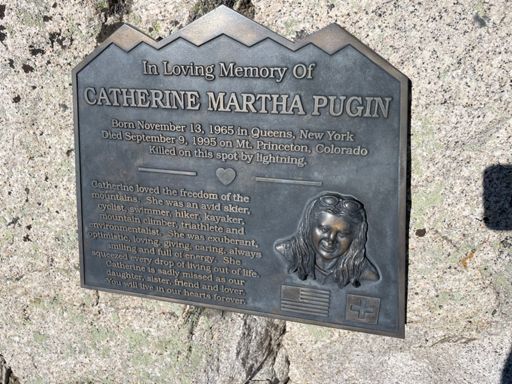 In Loving Memory Of
CATHERINE MARTHA PUGIN
Born November 13, 1965 in Queens, New York
Died September 9, 1995 on Mt. Princeton, Colorado
Killed on this spot by lightning.
Catherine loved the freedom of the
mountains. She was an avid skier,
cyclist, swimmer, hiker, kayaker,
mountain climber, triathlete and
environmentalist. She was exuberant,
optimistic, loving, giving, caring, always
smiling and full of energy. She
squeezed every drop of living out of life.
Catherine is sadly missed as our
daughter, sister, friend and lover.
You will live in our hearts forever.